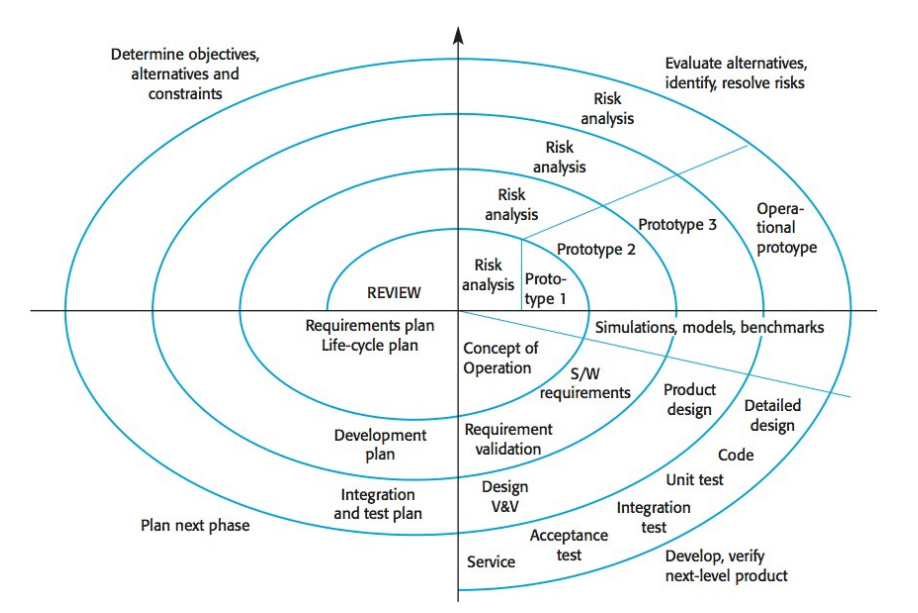 Determine objectives,
alternatives and
constraints
Evaluate alternatives,
identify, resolve risks
Risk
analysis
Risk
analysis
Risk
analysis
Opera-
tional
protoype
Prototype 3
Prototype 2
Risk
analysis
Proto-
type 1
REVIEW
Requirements plan
Life-cycle plan
Simulations, models, benchmarks
Concept of
Operation
S/W
requirements
Product
design
Detailed
design
Development
plan
Requirement
validation
Code
Unit test
Integration
and test plan
Design
V&V
Integration
test
Plan next phase
Acceptance
test
Service
Develop, verify
next-level product